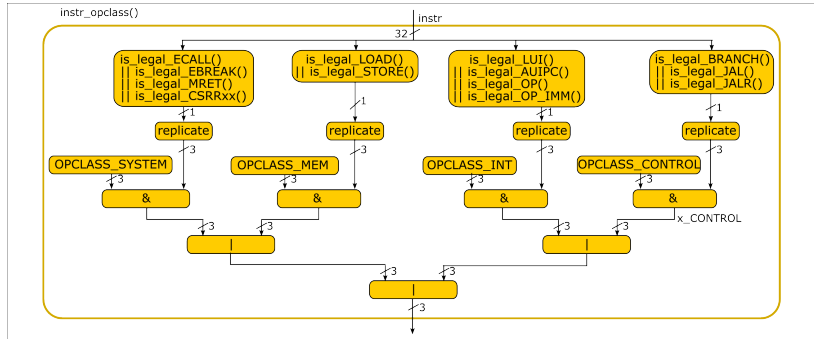 instr_opclass()
instr
32
is_legal_ECALL()
|| is_legal_EBREAK()
|| is_legal_MRET()
|| is_legal_CSRRxx()
is_legal_LOAD()
|| is_legal_STORE()
is_legal_LUI()
|| is_legal_AUIPC()
|| is_legal_OP()
|| is_legal_OP_IMM()
is_legal_BRANCH()
|| is_legal_JAL()
|| is_legal_JALR()
1
1
1
1
replicate
replicate
replicate
replicate
3
3
3
3
OPCLASS_SYSTEM
OPCLASS_MEM
OPCLASS_INT
OPCLASS_CONTROL
3
3
3
3
&
&
&
&
x_CONTROL
3
3
3
3
|
|
3
3
|
3